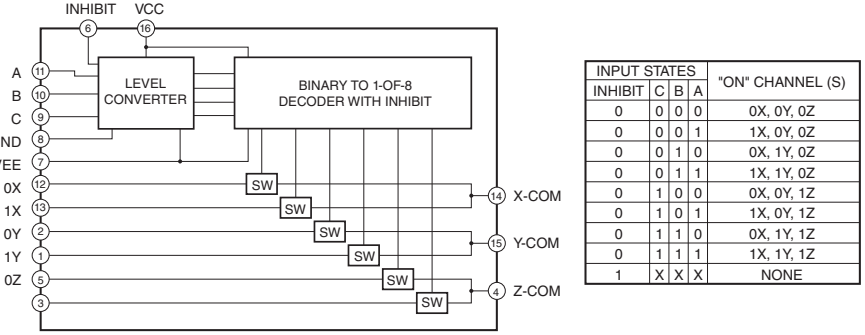 INHIBIT VCC
6 16
A 11
B 10
C 9
ND 8
EE 7
0X 12
1X 13
0Y 2
1Y 1
0Z 5
3
LEVEL
CONVERTER
BINARY TO 1-OF-8
DECODER WITH INHIBIT
SW
SW
SW
SW
SW
SW
14 X-COM
15 Y-COM
4 Z-COM
INPUT STATES "ON" CHANNEL (S)
INHIBIT C B A
0 0 0 0 0X, 0Y, 0Z
0 0 0 1 1X, 0Y, 0Z
0 0 1 0 0X, 1Y, 0Z
0 0 1 1 1X, 1Y, 0Z
0 1 0 0 0X, 0Y, 1Z
0 1 0 1 1X, 0Y, 1Z
0 1 1 0 0X, 1Y, 1Z
0 1 1 1 1X, 1Y, 1Z
1 X X X NONE